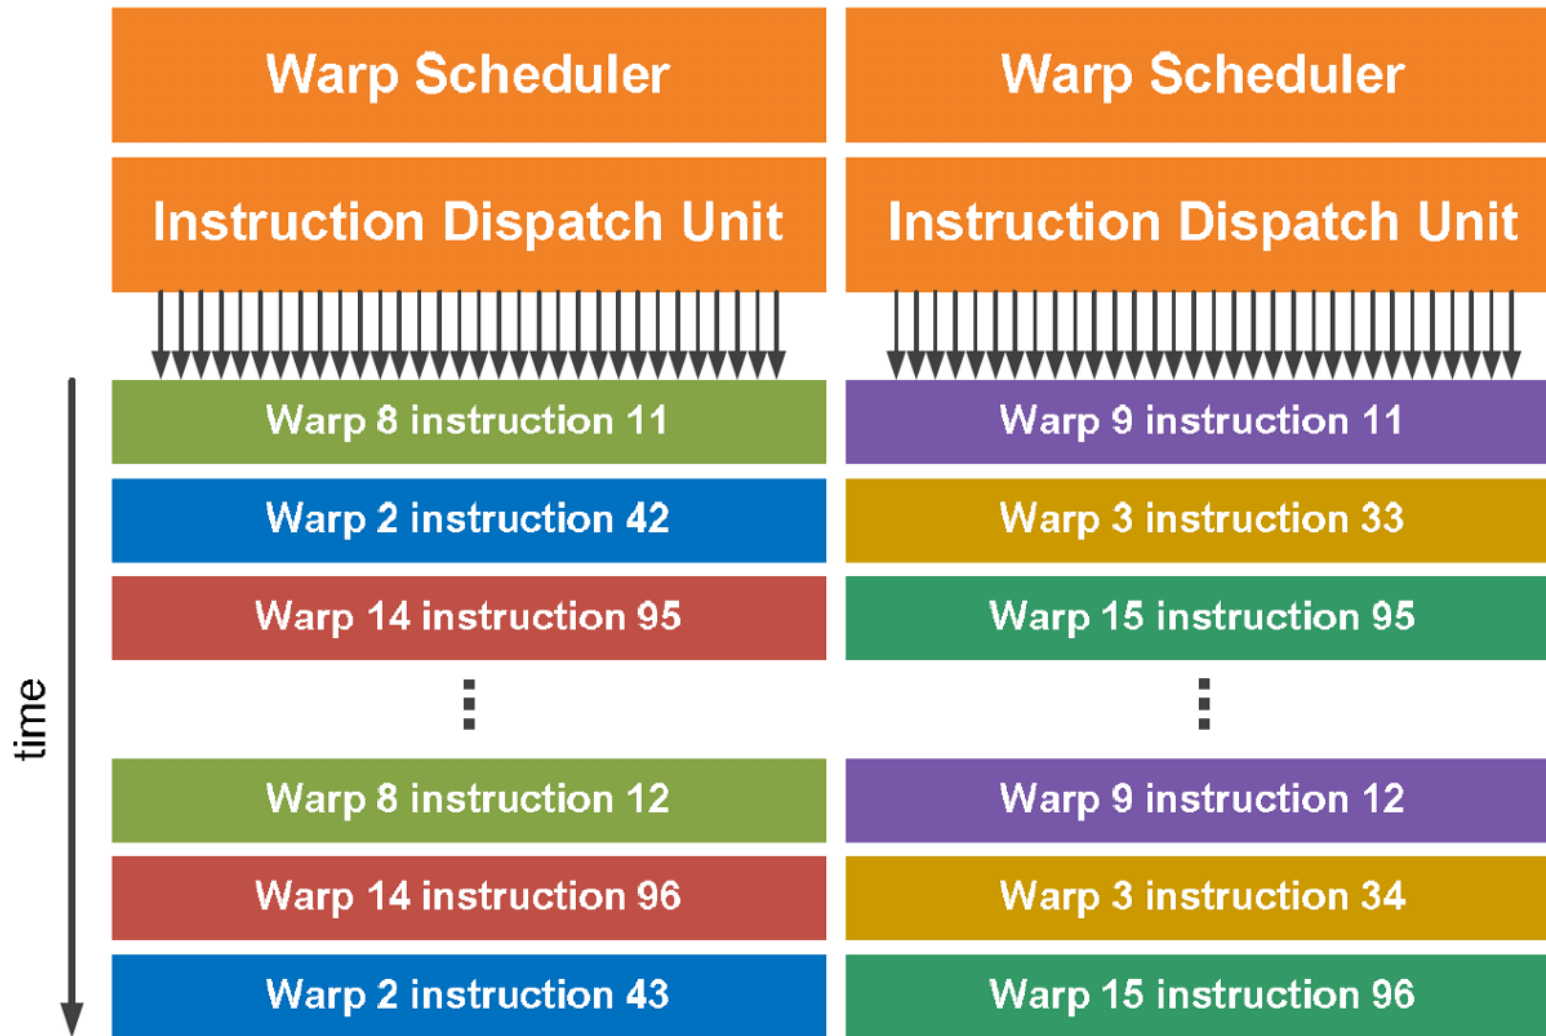 Warp Scheduler
Warp Scheduler
Instruction Dispatch Unit
Instruction Dispatch Unit
time
Warp 8 instruction 11
Warp 9 instruction 11
Warp 2 instruction 42
Warp 3 instruction 33
Warp 14 instruction 95
Warp 15 instruction 95
Warp 8 instruction 12
Warp 9 instruction 12
Warp 14 instruction 96
Warp 3 instruction 34
Warp 2 instruction 43
Warp 15 instruction 96